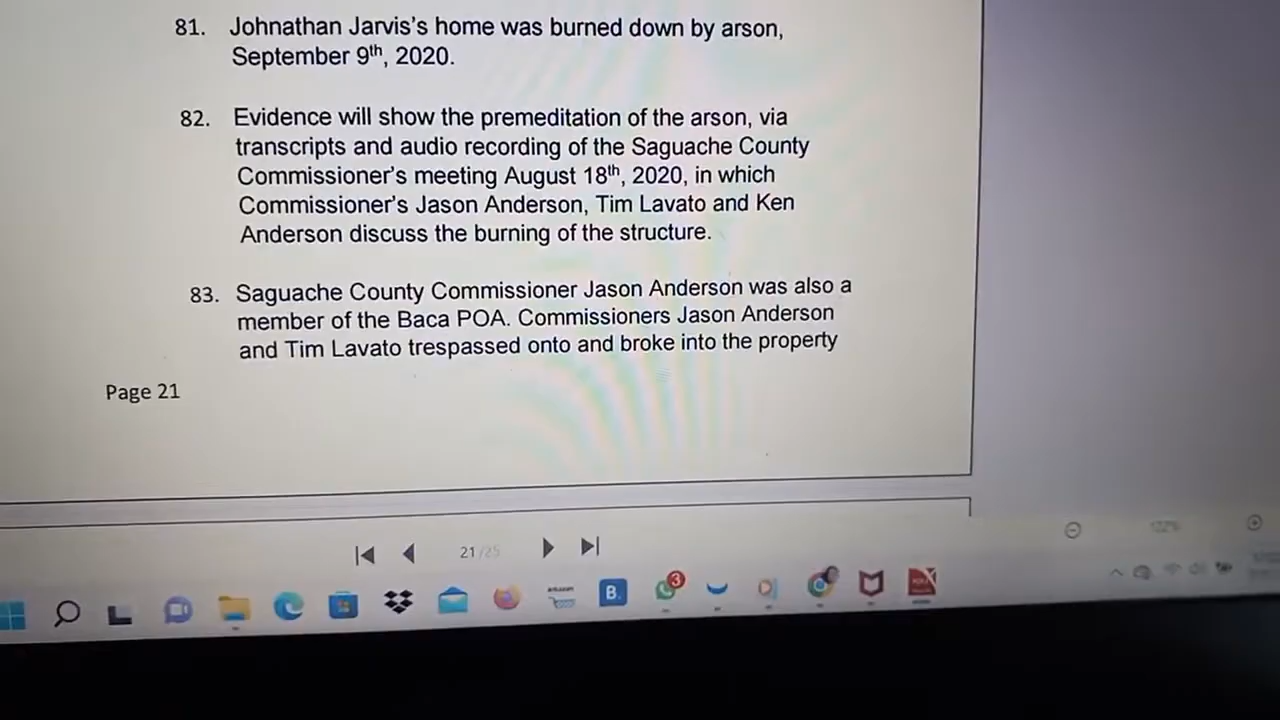 81. Johnathan Jarvis's home was burned down by arson,
September 9th, 2020.
82. Evidence will show the premeditation of the arson, via
transcripts and audio recording of the Saguache County
Commissioner's meeting August 18th, 2020, in which
Commissioner's Jason Anderson, Tim Lavato and Ken
Anderson discuss the burning of the structure.
83. Saguache County Commissioner Jason Anderson was also a
member of the Baca POA. Commissioners Jason Anderson
and Tim Lavato trespassed onto and broke into the property
Page 21
21/25
amazon
B.
3